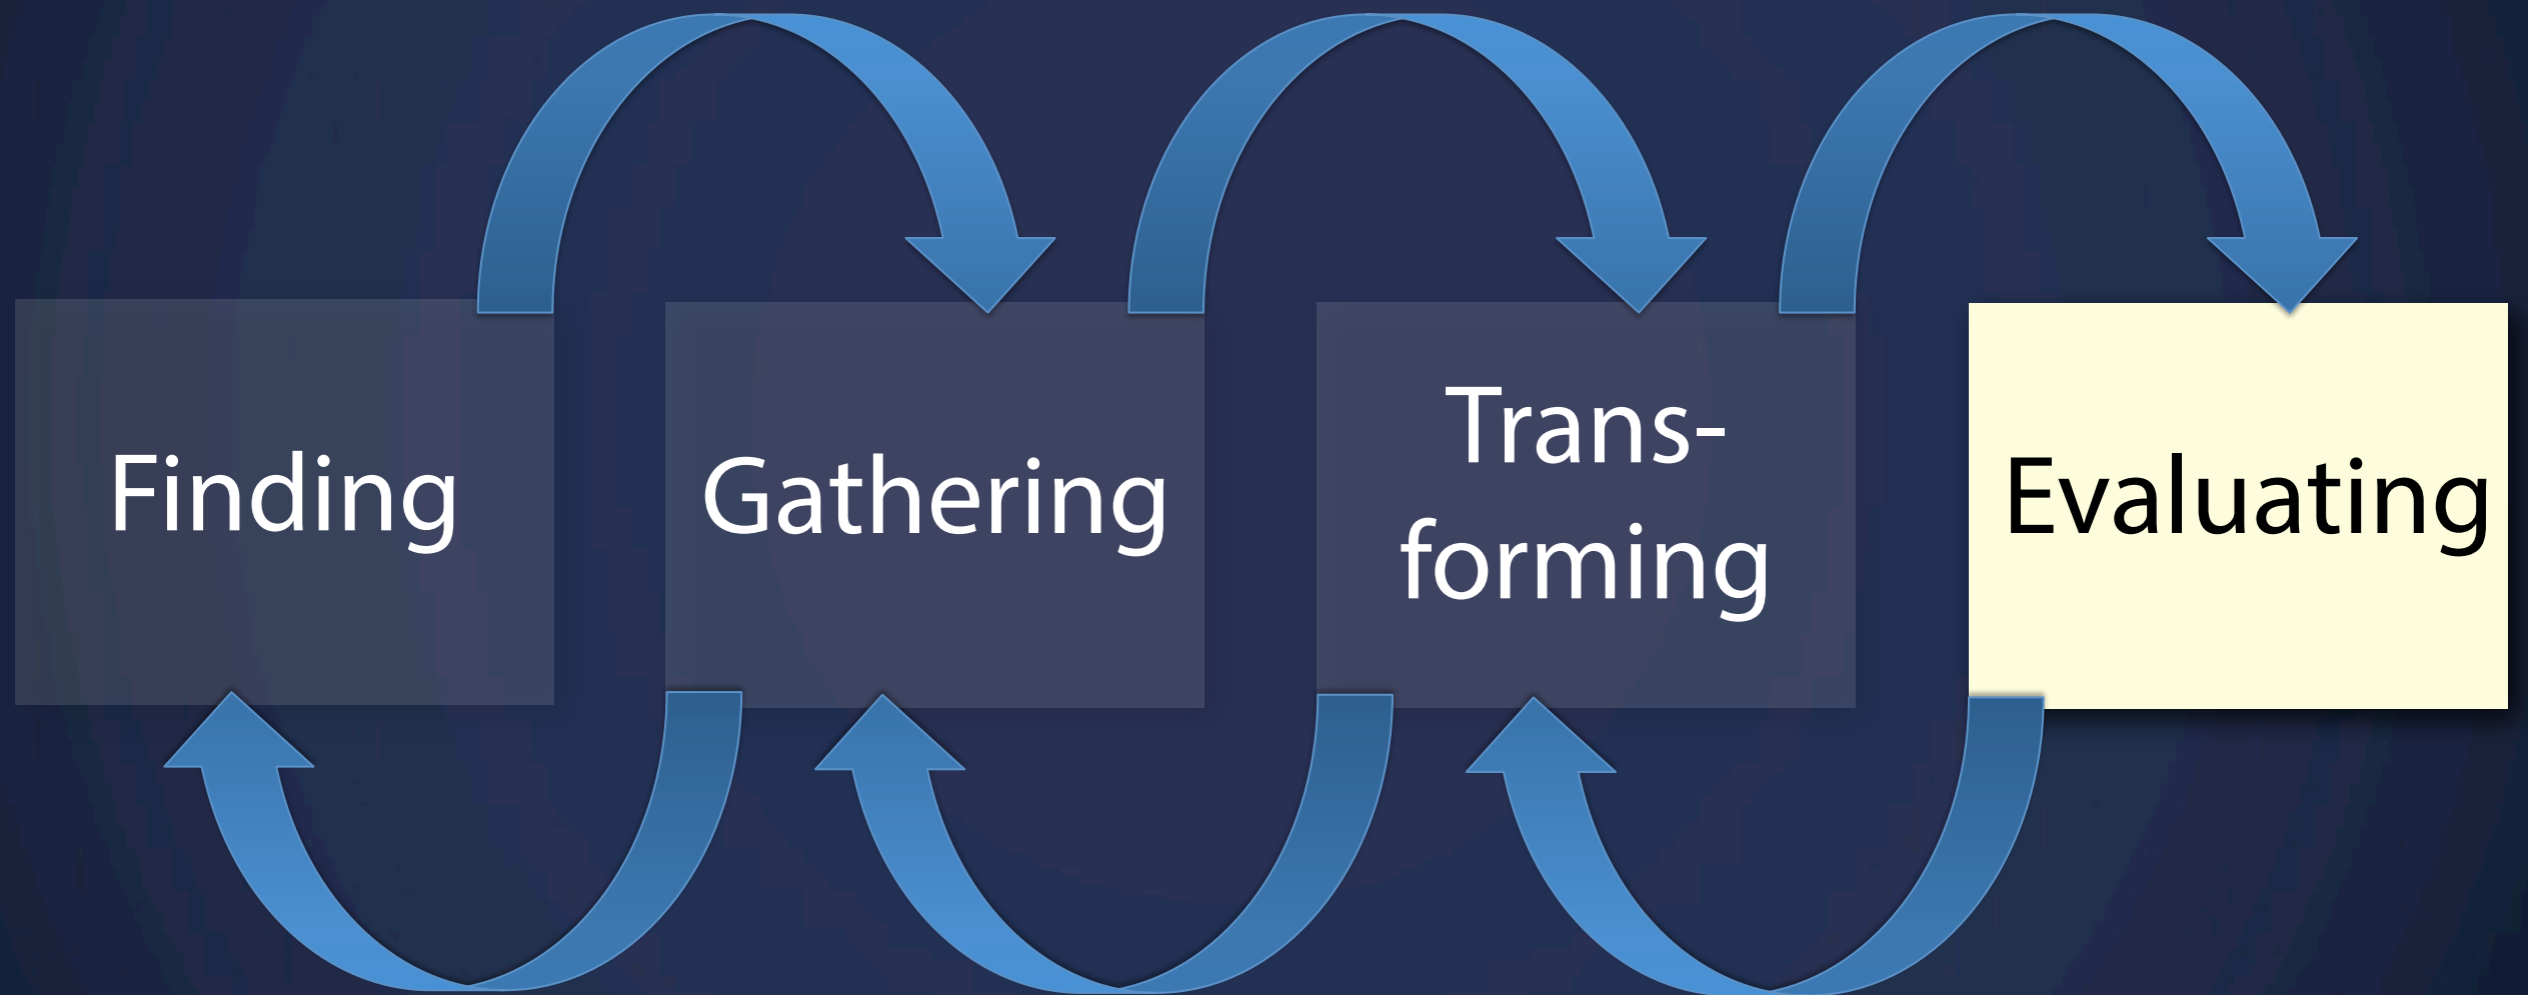 Finding
Gathering
Trans-
forming
Evaluating